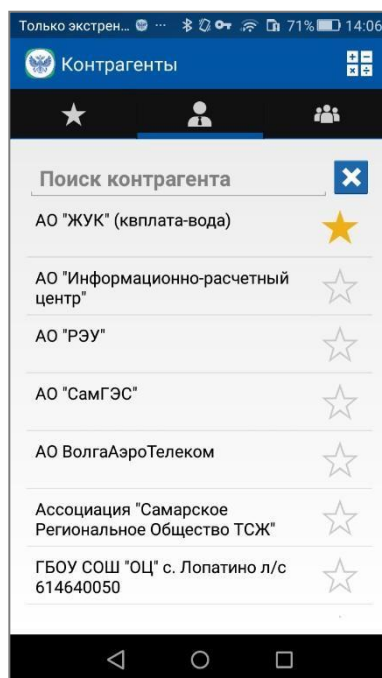 Только экстрен... ... 71% 14:06
Контрагенты
Поиск контрагента
АО "ЖУК" (квплата-вода)
АО "Информационно-расчетный
центр"
АО "РЭУ"
АО "СамГЭС"
АО ВолгаАэроТелеком
Ассоциация "Самарское
Региональное Общество ТСЖ"
ГБОУ СОШ "ОЦ" с. Лопатино л/с
614640050